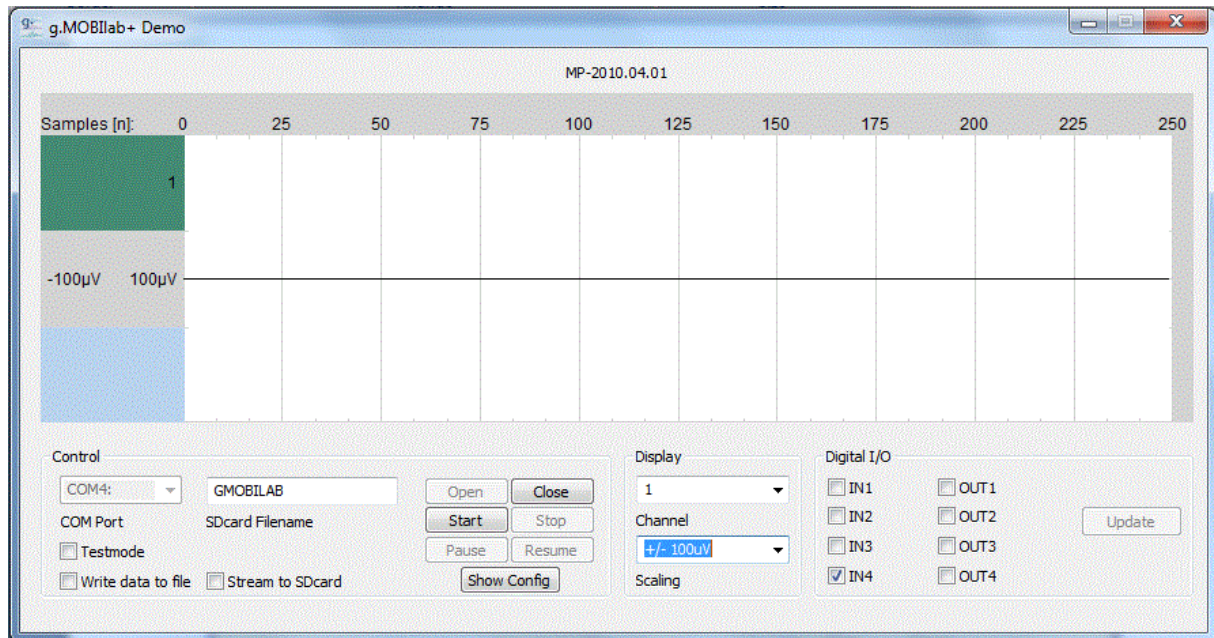 g.MOBIlab+ Demo
MP-2010.04.01
Samples [n]: 0 25 50 75 100 125 150 175 200 225 250
1
-100µV 100µV
Control Display Digital I/O
COM4: GMOBILAB Open Close 1 IN1 OUT1
COM Port SDcard Filename Start Stop Channel IN2 OUT2 Update
Testmode Pause Resume +/- 100uV IN3 OUT3
Write data to file Stream to SDcard Show Config Scaling IN4 OUT4